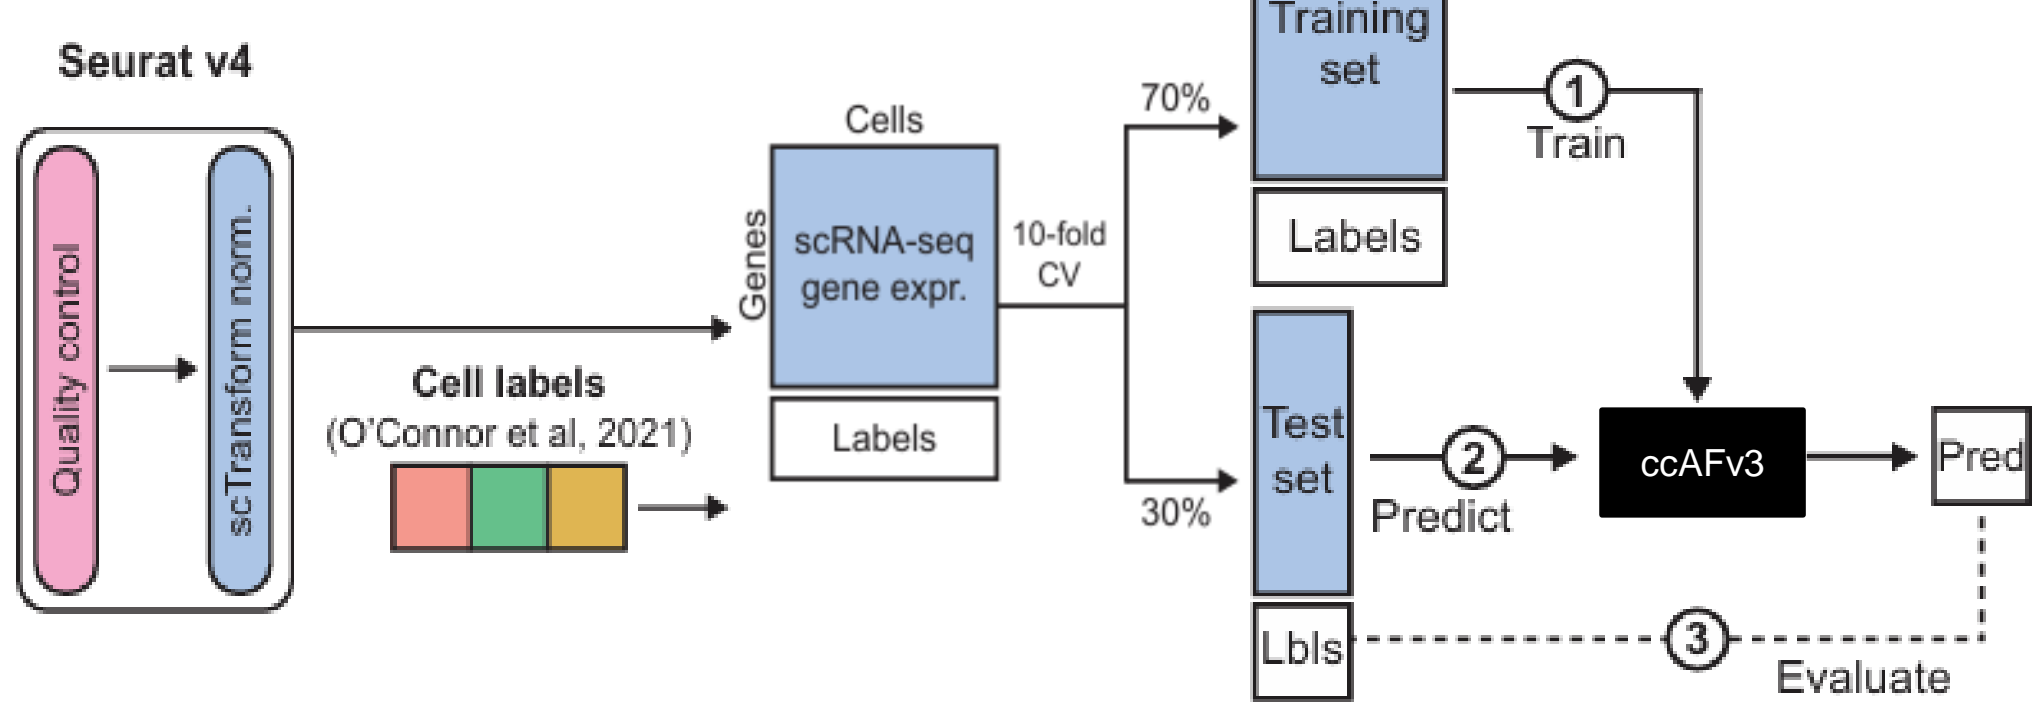 Seurat v4
Quality control
scTransform norm.
Cell labels
(O'Connor et al, 2021)
Cells
Genes
scRNA-seq
gene expr.
Labels
10-fold
CV
70%
30%
Training
set
Labels
1
Train
Test
set
Lbls
2
Predict
ccAFv3
Pred
3
Evaluate